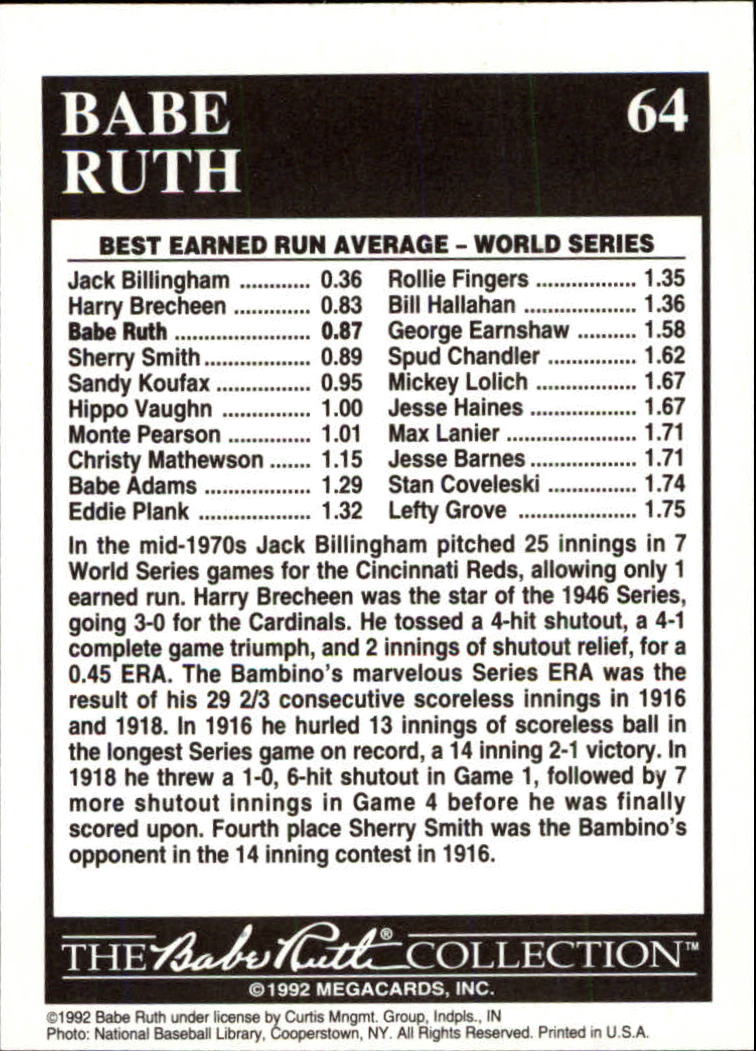 BABE
RUTH
64
BEST EARNED RUN AVERAGE – WORLD SERIES
Jack Billingham ............ 0.36
Harry Brecheen ............. 0.83
Babe Ruth ....................... 0.87
Sherry Smith .................. 0.89
Sandy Koufax ................ 0.95
Hippo Vaughn ............... 1.00
Monte Pearson .............. 1.01
Christy Mathewson ....... 1.15
Babe Adams .................. 1.29
Eddie Plank ................... 1.32
Rollie Fingers ................. 1.35
Bill Hallahan ................... 1.36
George Earnshaw .......... 1.58
Spud Chandler ............... 1.62
Mickey Lolich ................. 1.67
Jesse Haines .................. 1.67
Max Lanier ...................... 1.71
Jesse Barnes .................. 1.71
Stan Coveleski ............... 1.74
Lefty Grove .................... 1.75
In the mid-1970s Jack Billingham pitched 25 innings in 7
World Series games for the Cincinnati Reds, allowing only 1
earned run. Harry Brecheen was the star of the 1946 Series,
going 3-0 for the Cardinals. He tossed a 4-hit shutout, a 4-1
complete game triumph, and 2 innings of shutout relief, for a
0.45 ERA. The Bambino's marvelous Series ERA was the
result of his 29 2/3 consecutive scoreless innings in 1916
and 1918. In 1916 he hurled 13 innings of scoreless ball in
the longest Series game on record, a 14 inning 2-1 victory. In
1918 he threw a 1-0, 6-hit shutout in Game 1, followed by 7
more shutout innings in Game 4 before he was finally
scored upon. Fourth place Sherry Smith was the Bambino's
opponent in the 14 inning contest in 1916.
THE Babe Ruth® COLLECTION™
©1992 MEGACARDS, INC.
©1992 Babe Ruth under license by Curtis Mngmt. Group, Indpls., IN
Photo: National Baseball Library, Cooperstown, NY. All Rights Reserved. Printed in U.S.A.